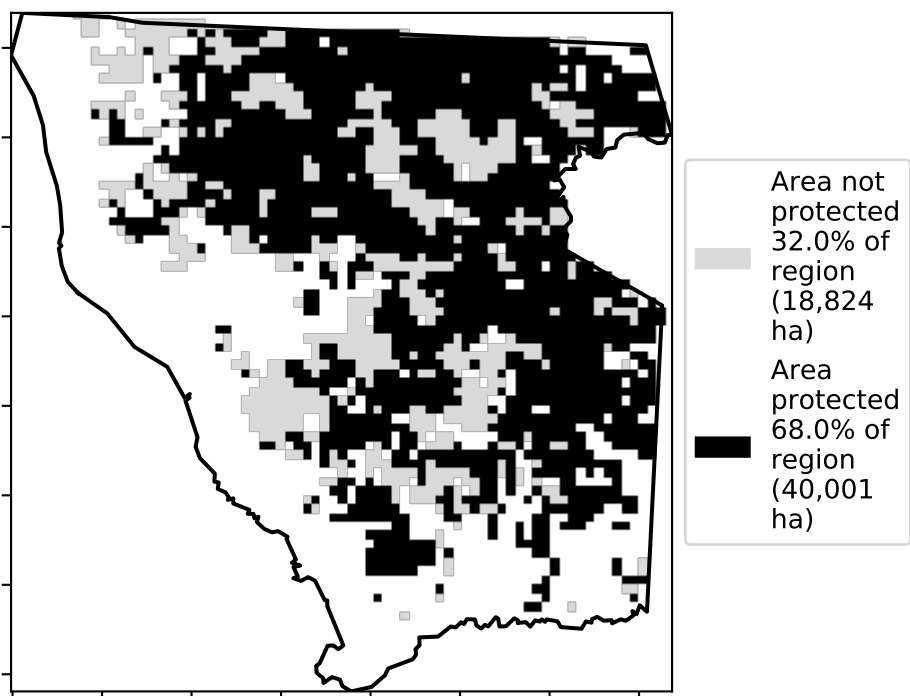 Area not
protected
32.0% of
region
(18,824
ha)
Area
protected
68.0% of
region
(40,001
ha)